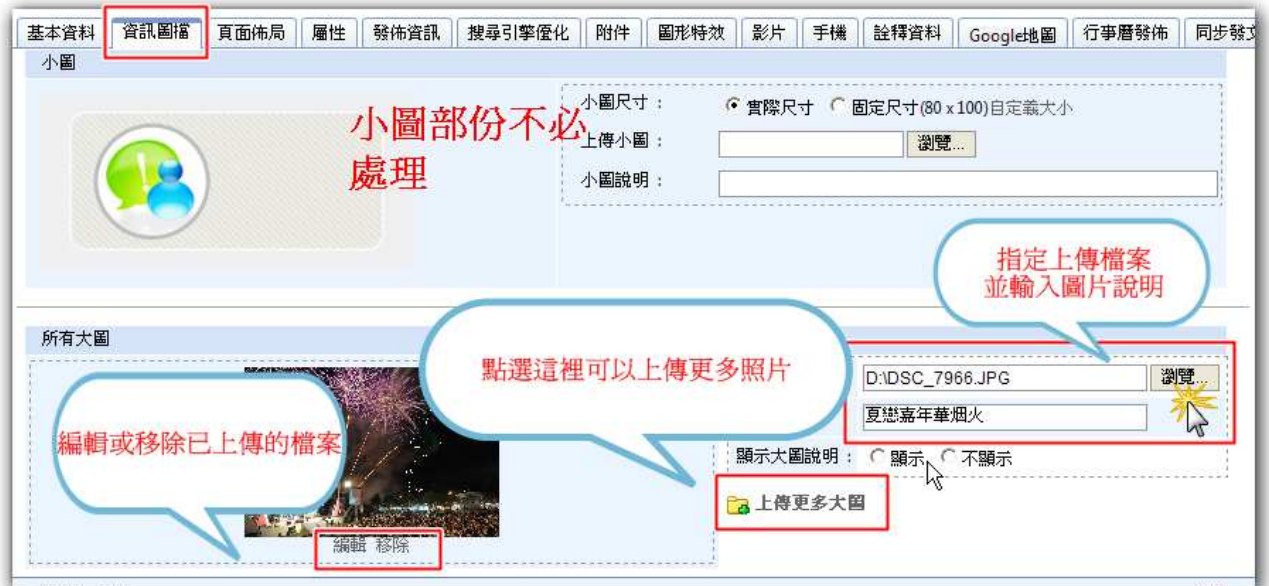 基本資料 資訊圖檔 頁面佈局 屬性 發佈資訊 搜尋引擎優化 附件 圖形特效 影片 手機 詮釋資料 Google地圖 行事曆發佈 同步發文
小圖
小圖部份不必
處理
小圖尺寸： 實際尺寸 固定尺寸(80 x 100)自定義大小
上傳小圖： 瀏覽...
小圖說明：
指定上傳檔案
並輸入圖片說明
所有大圖
點選這裡可以上傳更多照片
D:\DSC_7966.JPG 瀏覽...
夏戀嘉年華烟火
編輯或移除已上傳的檔案
顯示大圖說明： 顯示 不顯示
上傳更多大圖
編輯 移除